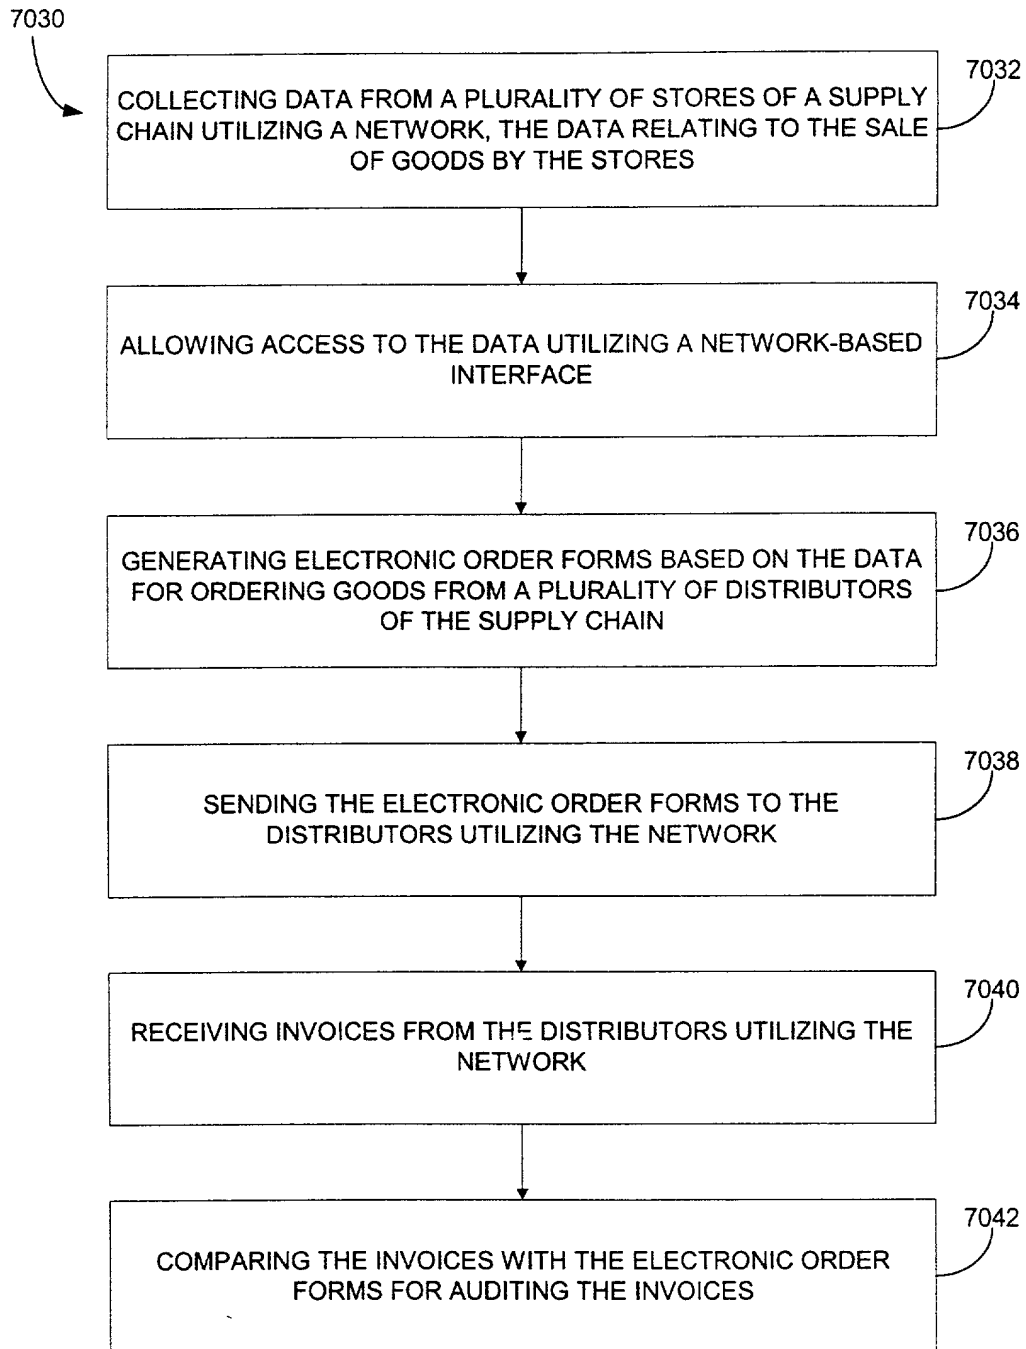 7030
7032
COLLECTING DATA FROM A PLURALITY OF STORES OF A SUPPLY
CHAIN UTILIZING A NETWORK, THE DATA RELATING TO THE SALE
OF GOODS BY THE STORES
7034
ALLOWING ACCESS TO THE DATA UTILIZING A NETWORK-BASED
INTERFACE
7036
GENERATING ELECTRONIC ORDER FORMS BASED ON THE DATA
FOR ORDERING GOODS FROM A PLURALITY OF DISTRIBUTORS
OF THE SUPPLY CHAIN
7038
SENDING THE ELECTRONIC ORDER FORMS TO THE
DISTRIBUTORS UTILIZING THE NETWORK
7040
RECEIVING INVOICES FROM THE DISTRIBUTORS UTILIZING THE
NETWORK
7042
COMPARING THE INVOICES WITH THE ELECTRONIC ORDER
FORMS FOR AUDITING THE INVOICES